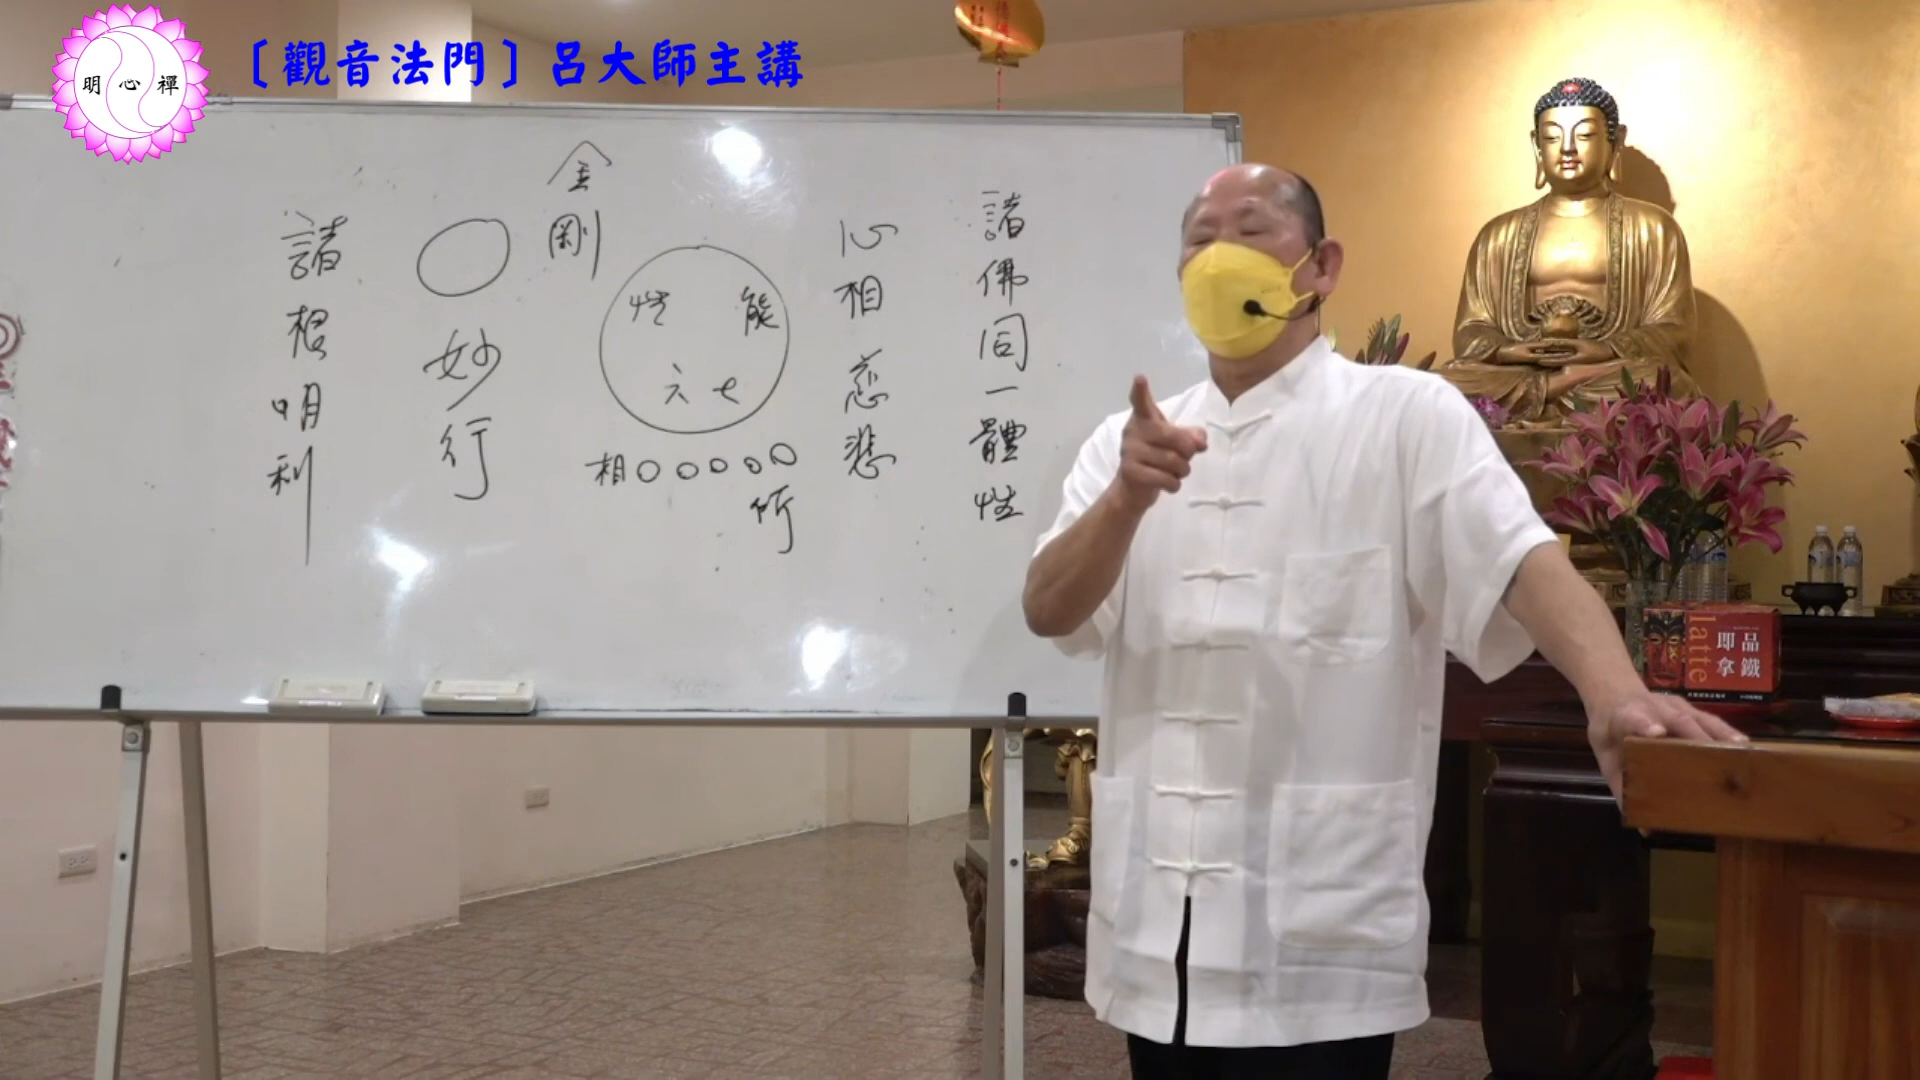 明心禪
〔觀音法門〕呂大師主講
諸佛同一體性
心相慈悲
金剛
性 能
六七
相○○○○○
所
○妙行
諸根明利
latte
即品
拿鐵